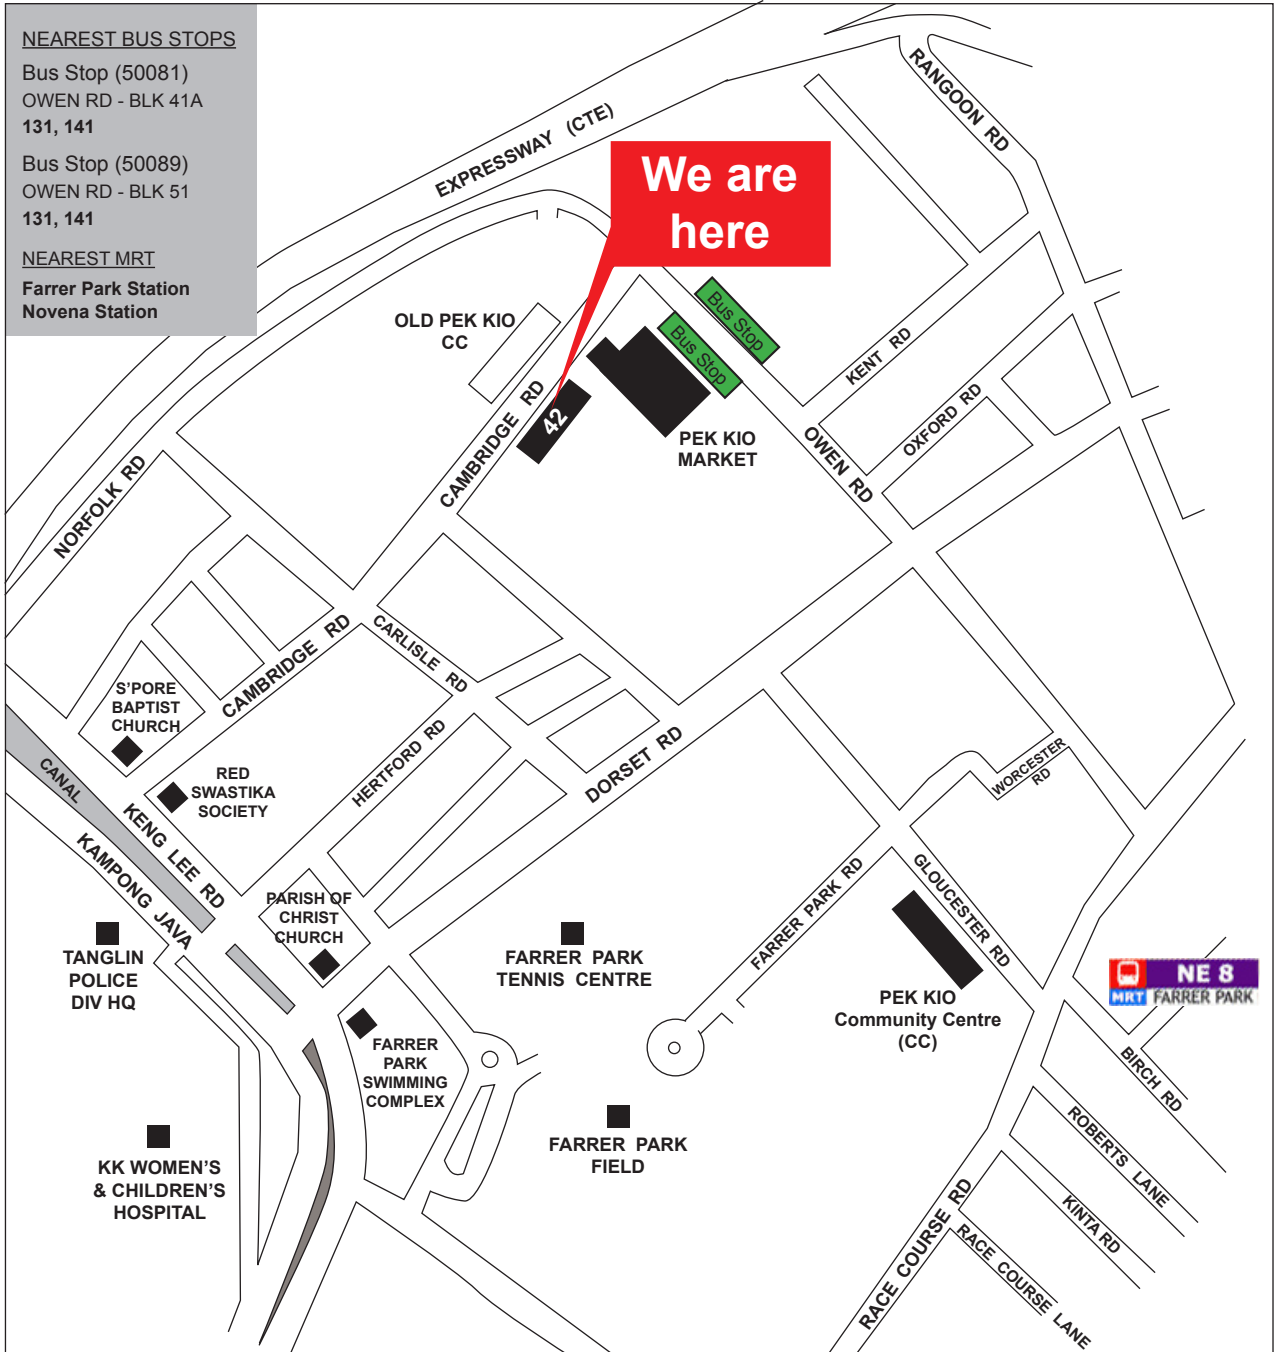 NEAREST BUS STOPS
Bus Stop (50081)
OWEN RD - BLK 41A
131, 141
Bus Stop (50089)
OWEN RD - BLK 51
131, 141
NEAREST MRT
Farrer Park Station
Novena Station
EXPRESSWAY (CTE)
RANGOON RD
We are
here
Bus Stop
Bus Stop
OLD PEK KIO
CC
KENT RD
OXFORD RD
CAMBRIDGE RD
42
PEK KIO
MARKET
OWEN RD
NORFOLK RD
CAMBRIDGE RD
CARLISLE RD
S'PORE
BAPTIST
CHURCH
HERTFORD RD
DORSET RD
WORCESTER
RD
CANAL
RED
SWASTIKA
SOCIETY
KENG LEE RD
KAMPONG JAVA
PARISH OF
CHRIST
CHURCH
FARRER PARK RD
GLOUCESTER RD
TANGLIN
POLICE
DIV HQ
FARRER PARK
TENNIS CENTRE
PEK KIO
Community Centre
(CC)
NE 8
MRT FARRER PARK
FARRER
PARK
SWIMMING
COMPLEX
BIRCH RD
FARRER PARK
FIELD
ROBERTS LANE
KK WOMEN'S
& CHILDREN'S
HOSPITAL
KINTA RD
RACE COURSE RD
RACE COURSE LANE